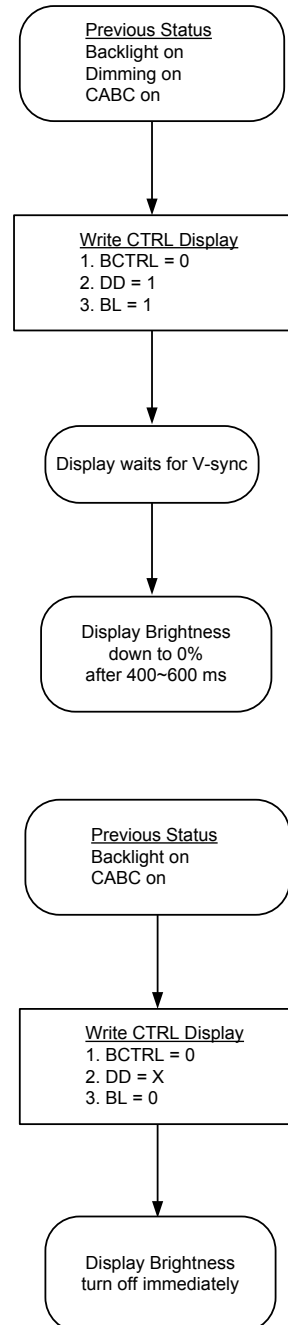 Previous Status
Backlight on
Dimming on
CABC on
Write CTRL Display
1. BCTRL = 0
2. DD = 1
3. BL = 1
Display waits for V-sync
Display Brightness
down to 0%
after 400~600 ms
Previous Status
Backlight on
CABC on
Write CTRL Display
1. BCTRL = 0
2. DD = X
3. BL = 0
Display Brightness
turn off immediately